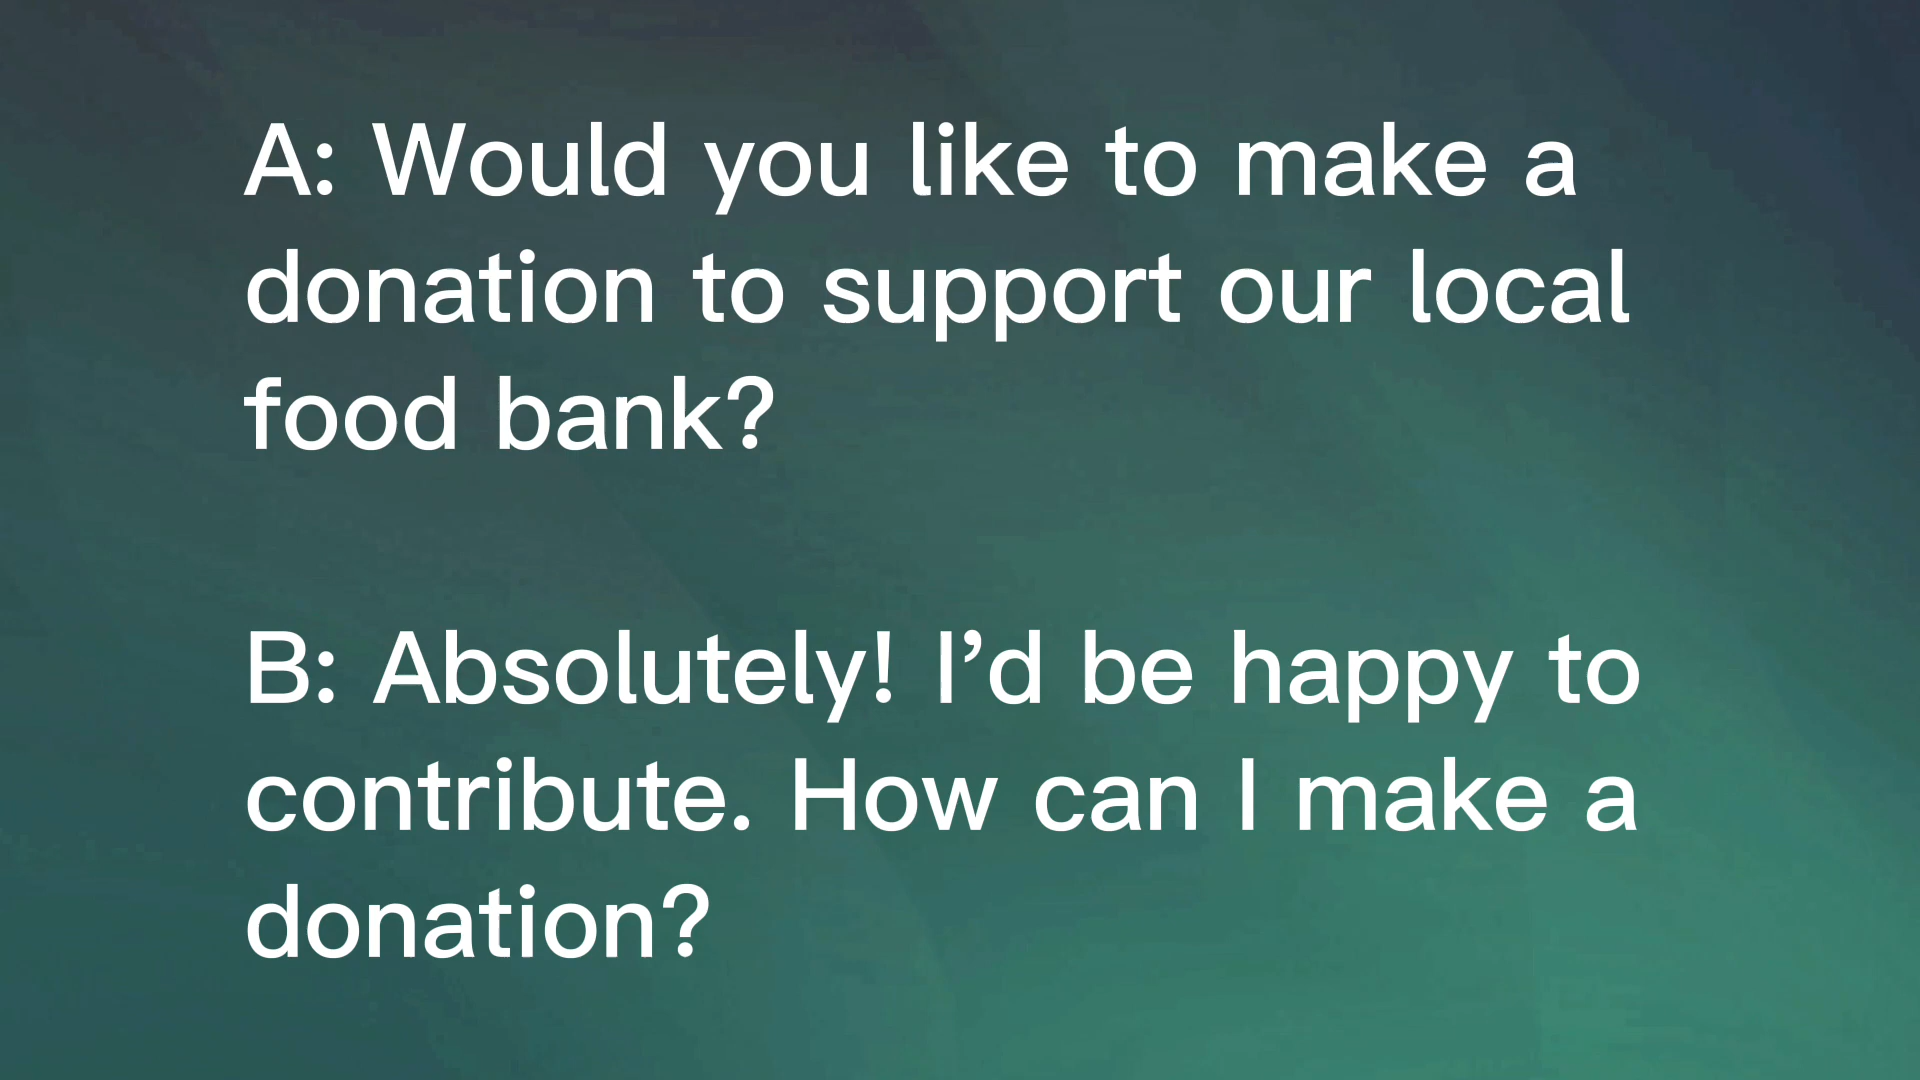 A: Would you like to make a
donation to support our local
food bank?
B: Absolutely! I’d be happy to
contribute. How can I make a
donation?